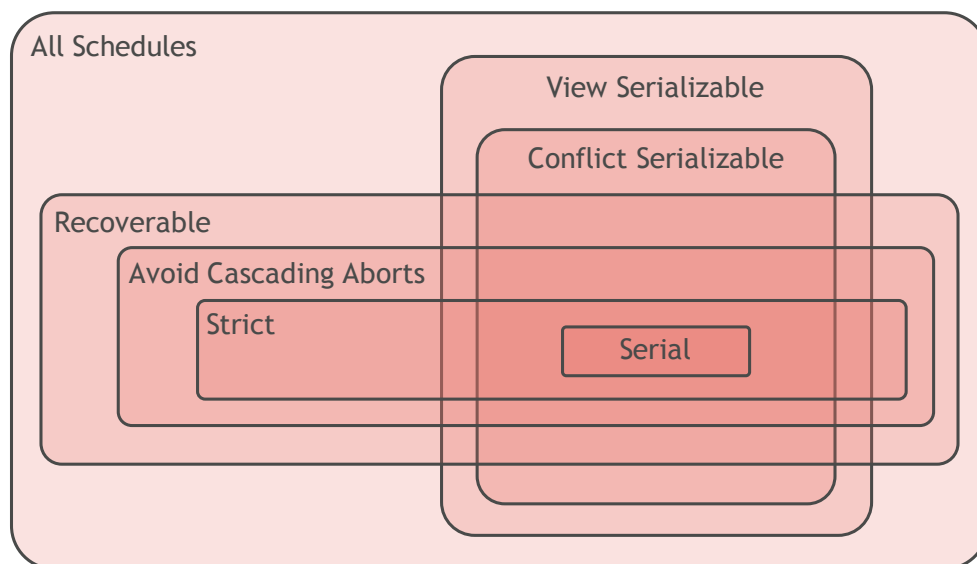 All Schedules
View Serializable
Conflict Serializable
Recoverable
Avoid Cascading Aborts
Strict
Serial